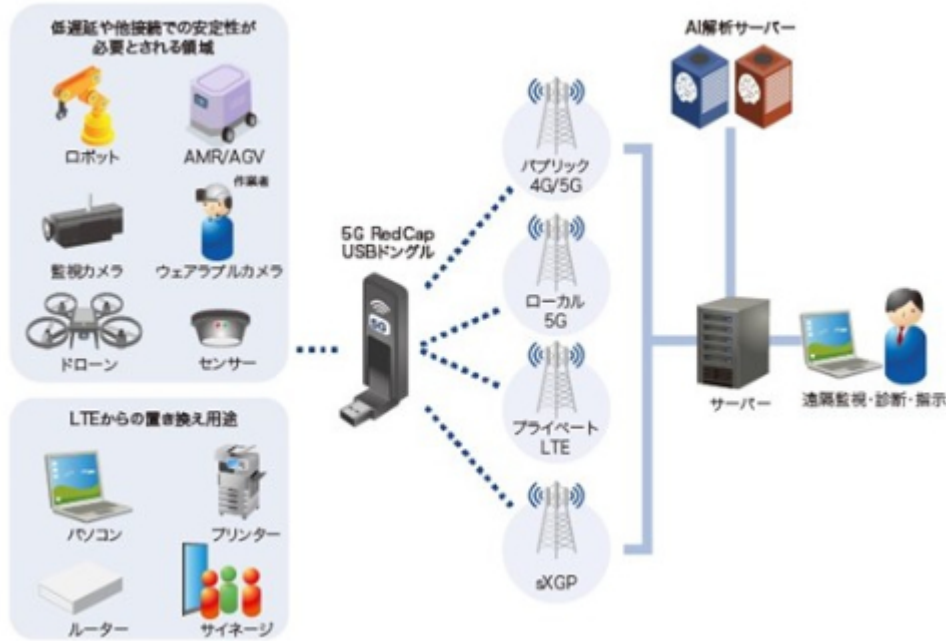 低遅延や他接続での安定性が
必要とされる領域
ロボット
AMR/AGV
監視カメラ
作業者
ウェアラブルカメラ
ドローン
センサー
LTEからの置き換え用途
パソコン
プリンター
ルーター
サイネージ
5G RedCap
USBドングル
5G
パブリック
4G/5G
ローカル
5G
プライベート
LTE
sXGP
AI解析サーバー
サーバー
遠隔監視・診断・指示